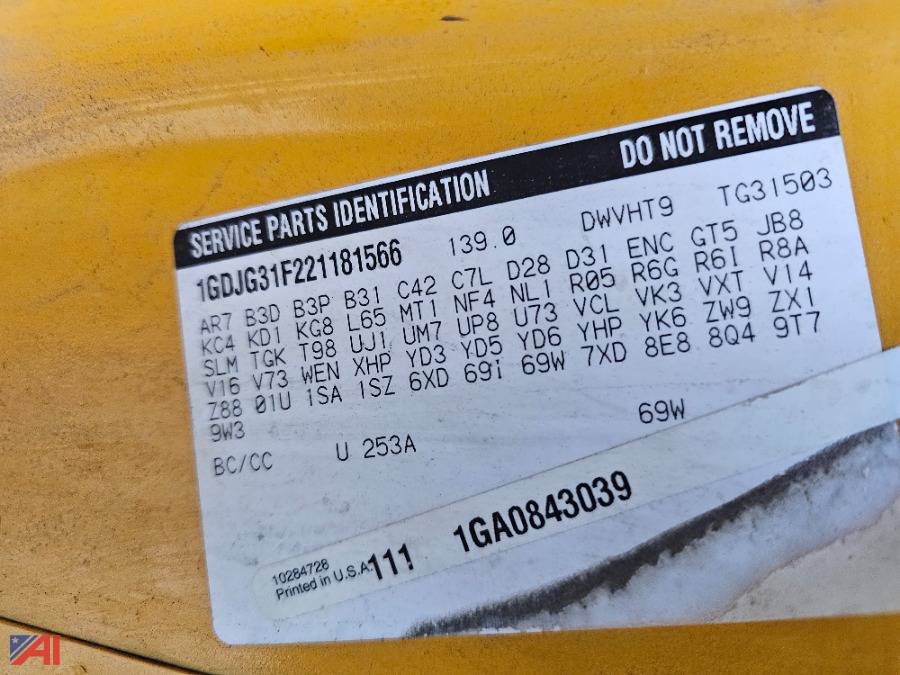 SERVICE PARTS IDENTIFICATION DO NOT REMOVE
1GDJG31F221181566 139.0 DWVHT9 TG31503
AR7 B3D B3P B31 C42 C7L D28 D31 ENC GT5 JB8
KC4 KD1 KG8 L65 MT1 NF4 NL1 R05 R6G R6I R8A
SLM TGK T98 UJ1 UM7 UP8 U73 VCL VK3 VXT V14
V16 V73 WEN XHP YD3 YD5 YD6 YHP YK6 ZW9 ZX1
Z88 01U 1SA 1SZ 6XD 69i 69W 7XD 8E8 8Q4 9T7
9W3
BC/CC U 253A 69W
10284728
Printed in U.S.A. 111 1GA0843039
AI